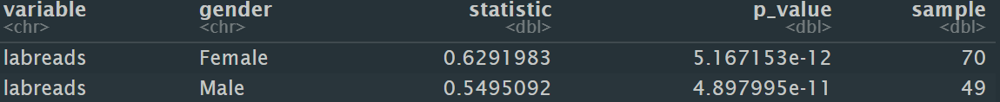 variable gender statistic p_value sample
<chr> <chr> <dbl> <dbl> <dbl>
labreads Female 0.6291983 5.167153e-12 70
labreads Male 0.5495092 4.897995e-11 49